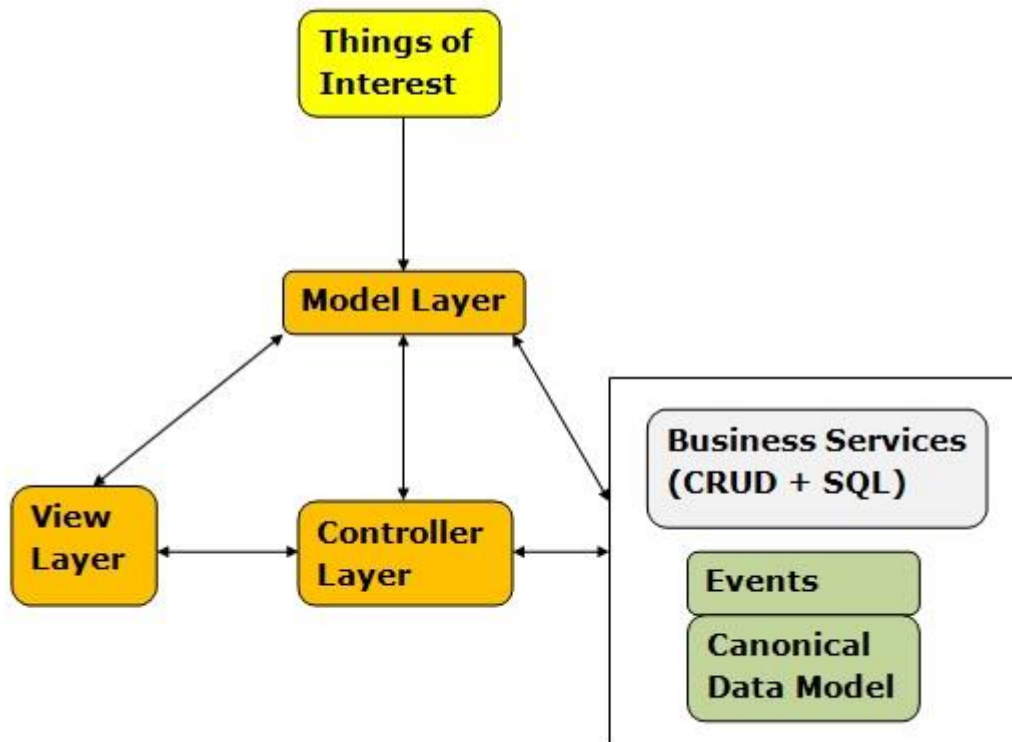 Things of
Interest
Model Layer
View
Layer
Controller
Layer
Business Services
(CRUD + SQL)
Events
Canonical
Data Model